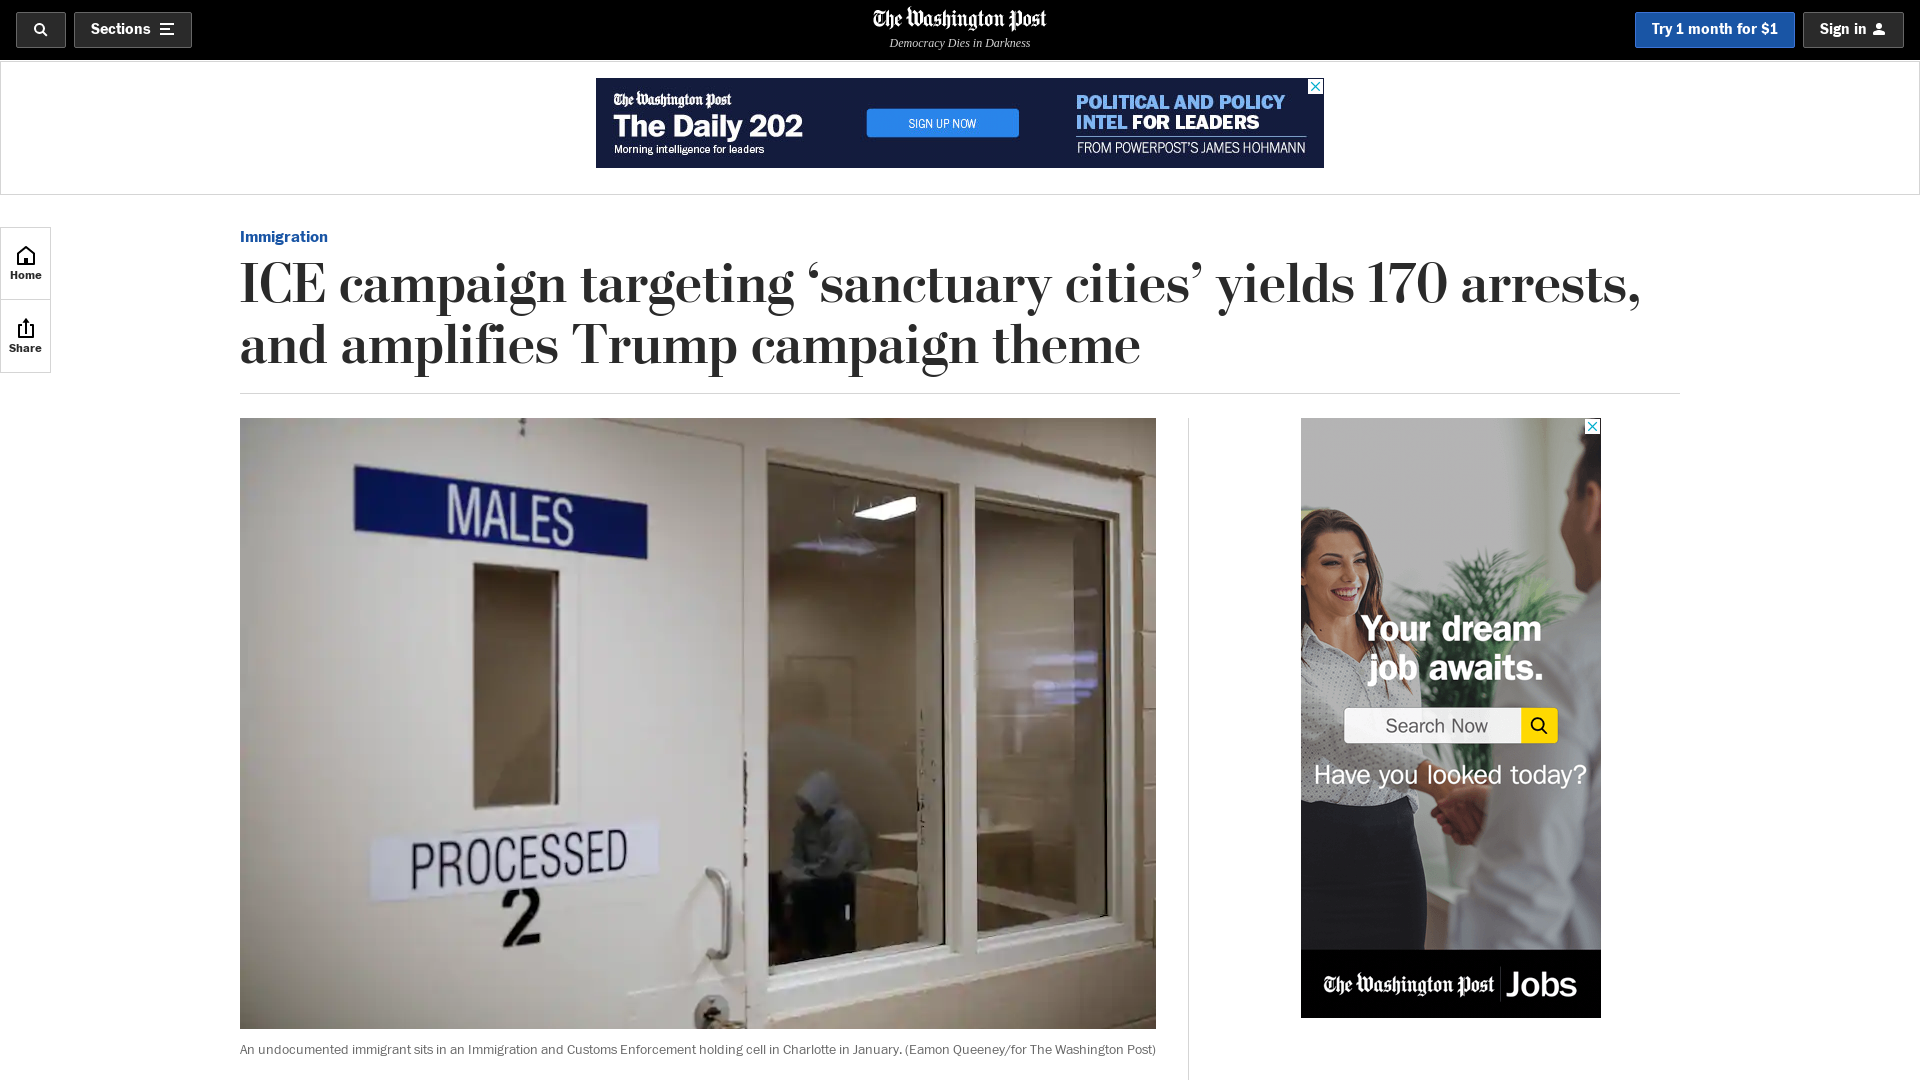 Sections
The Washington Post
Democracy Dies in Darkness
Try 1 month for $1
Sign in
The Washington Post
The Daily 202
Morning intelligence for leaders
SIGN UP NOW
POLITICAL AND POLICY
INTEL FOR LEADERS
FROM POWERPOST'S JAMES HOHMANN
Home
Share
Immigration
ICE campaign targeting ‘sanctuary cities’ yields 170 arrests,
and amplifies Trump campaign theme
MALES
PROCESSED
2
An undocumented immigrant sits in an Immigration and Customs Enforcement holding cell in Charlotte in January. (Eamon Queeney/for The Washington Post)
Your dream
job awaits.
Search Now
Have you looked today?
The Washington Post Jobs